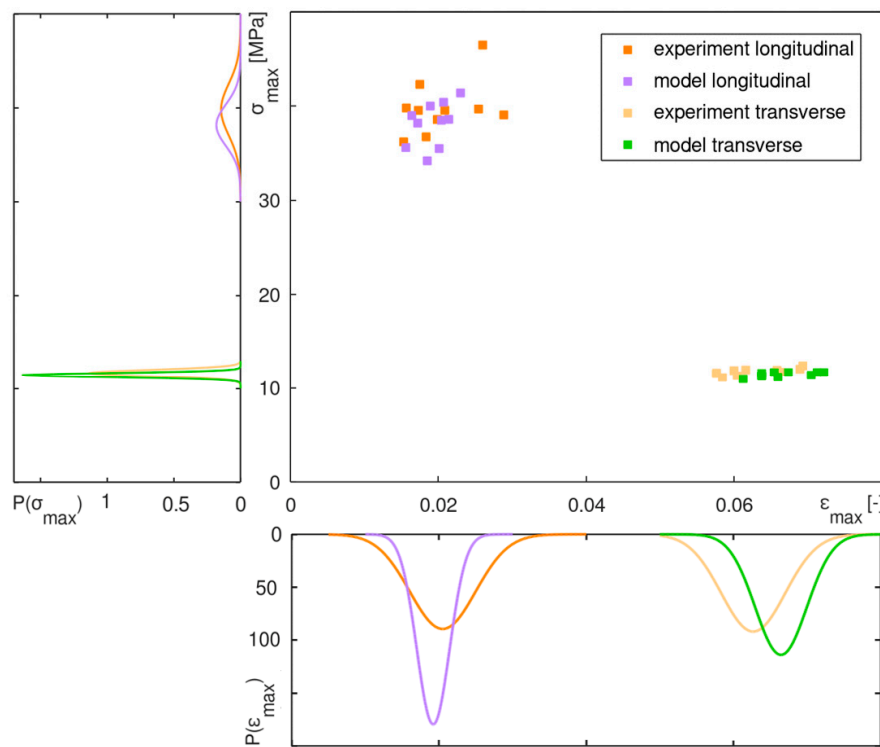 σmax [MPa]
experiment longitudinal
model longitudinal
experiment transverse
model transverse
30
20
10
0
P(σmax) 1 0.5 0
0 0.02 0.04 0.06 εmax [-]
0
50
100
P(εmax)